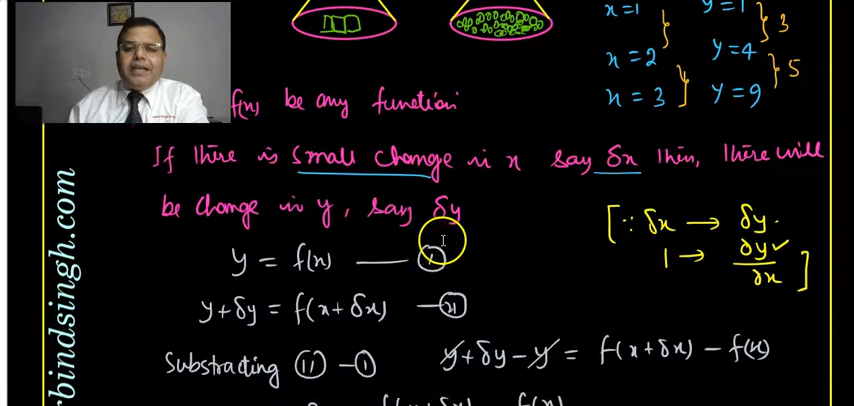 x=1 } y=1 } 3
x=2 y=4
x=3 } y=9 } 5
f(x) be any function
If there is small change in x say δx then, there will
be change in y, say δy
[∵ δx → δy.
1 → δy/δx ✓]
y = f(x) —— (i)
y+δy = f(x+δx) —(ii)
Substracting (ii) - (i) y+δy-y = f(x+δx) - f(x)
f(x+δx) f(x)
rbindsingh.com